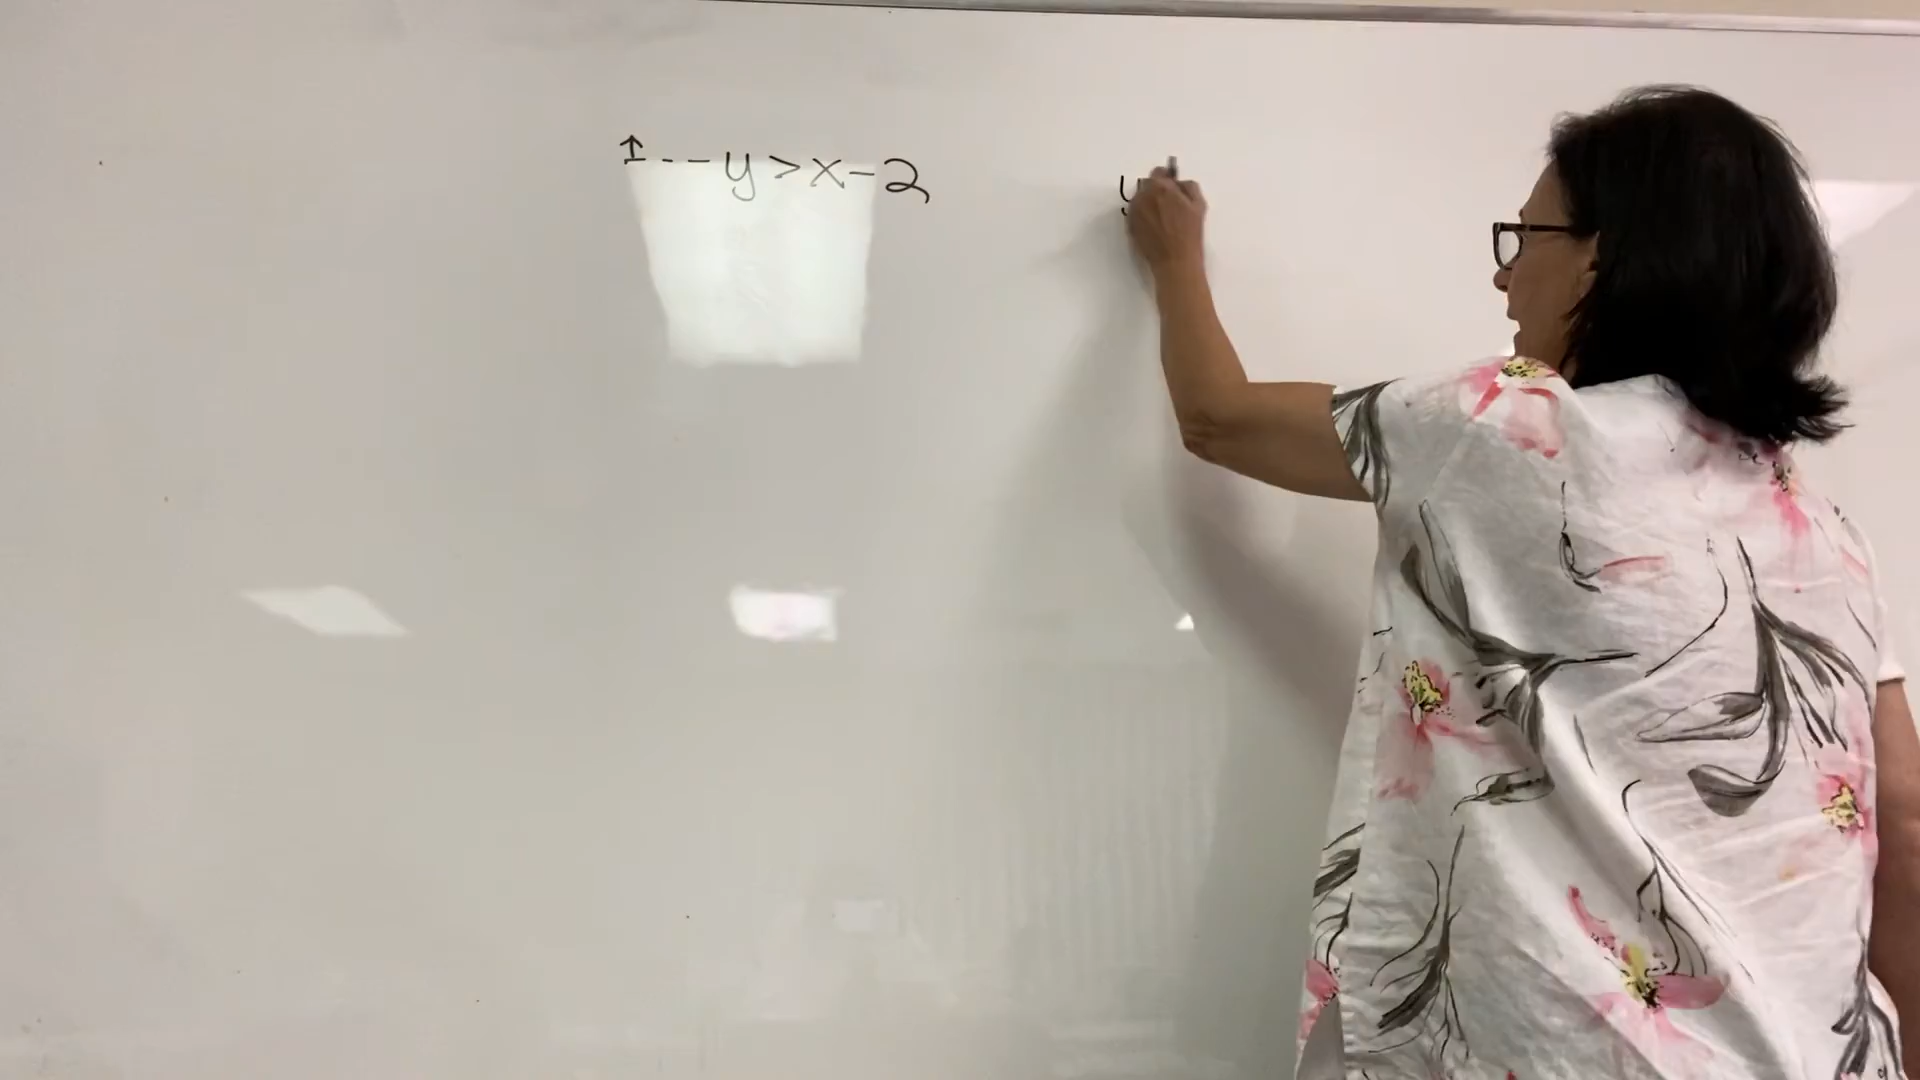 ↑ - - - y > x - 2
y